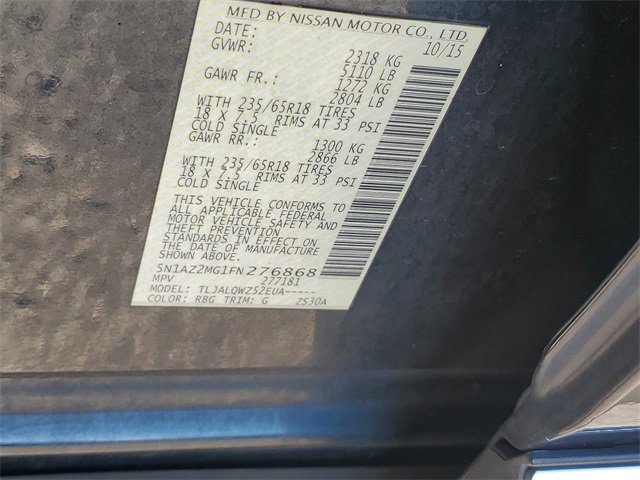 MFD BY NISSAN MOTOR CO., LTD.
DATE: 10/15
GVWR: 2318 KG
5110 LB
GAWR FR.: 1272 KG
2804 LB
WITH 235/65R18 TIRES
18 X 7.5 RIMS AT 33 PSI
COLD SINGLE
GAWR RR.: 1300 KG
2866 LB
WITH 235/65R18 TIRES
18 X 7.5 RIMS AT 33 PSI
COLD SINGLE
THIS VEHICLE CONFORMS TO
ALL APPLICABLE FEDERAL
MOTOR VEHICLE SAFETY AND
THEFT PREVENTION
STANDARDS IN EFFECT ON
THE DATE OF MANUFACTURE
SHOWN ABOVE.
5N1AZ2MG1FN276868
MPV 277181
MODEL: TL3ALQWZ52EUA-----
COLOR: RBG TRIM: G ZS30A